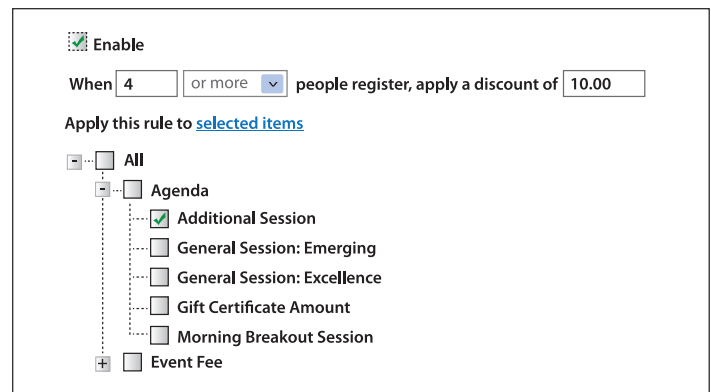 Enable
When 4 or more people register, apply a discount of 10.00
Apply this rule to selected items
All
Agenda
Additional Session
General Session: Emerging
General Session: Excellence
Gift Certificate Amount
Morning Breakout Session
Event Fee